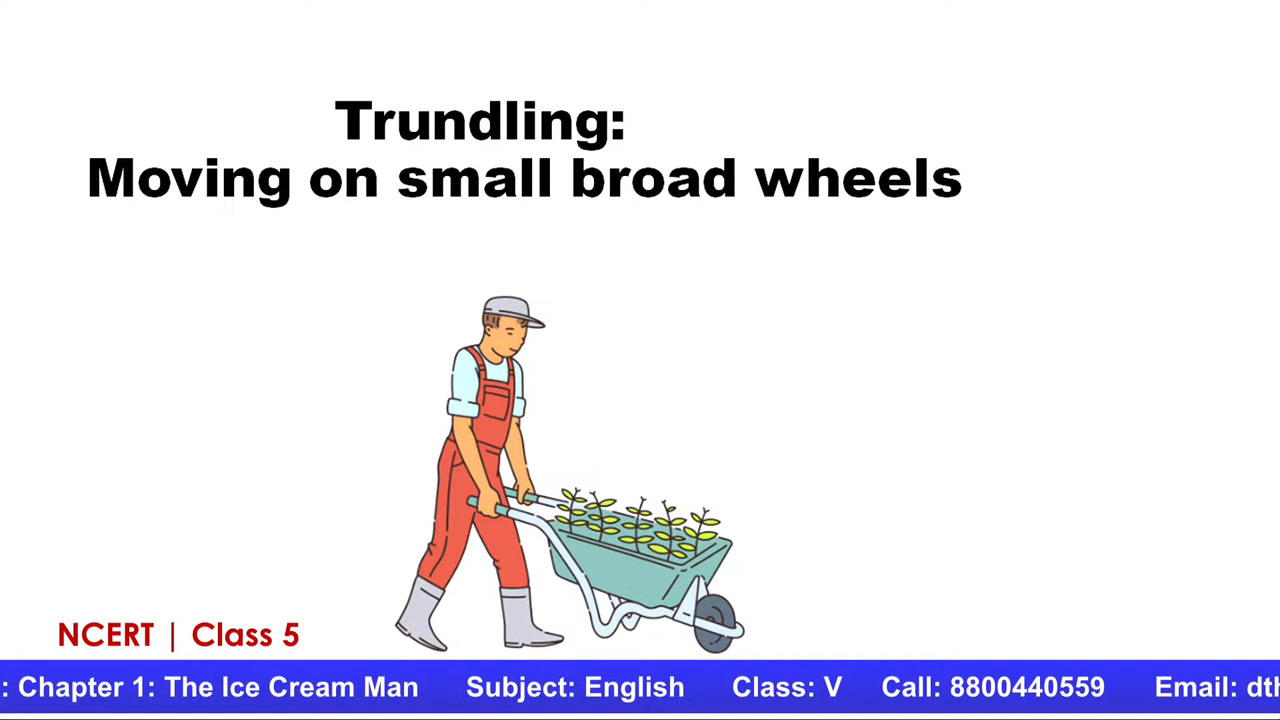 Trundling:
Moving on small broad wheels
NCERT | Class 5
: Chapter 1: The Ice Cream Man Subject: English Class: V Call: 8800440559 Email: